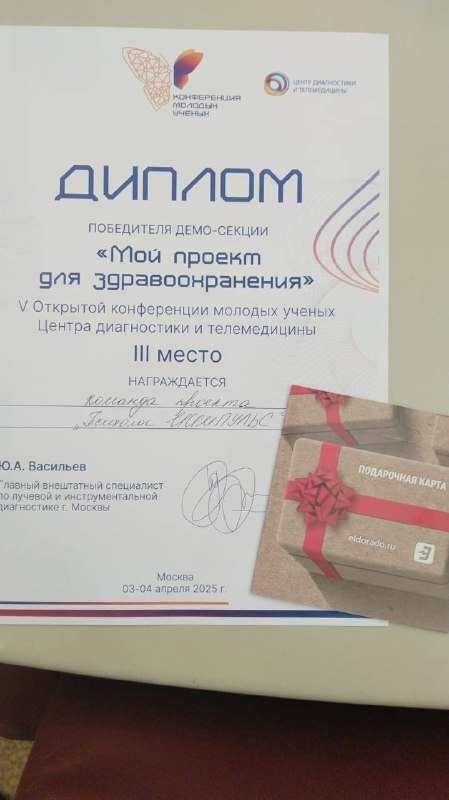 КОНФЕРЕНЦИЯ
МОЛОДЫХ
УЧЕНЫХ
ЦЕНТР ДИАГНОСТИКИ
И ТЕЛЕМЕДИЦИНЫ
ДИПЛОМ
ПОБЕДИТЕЛЯ ДЕМО-СЕКЦИИ
«Мой проект
для здравоохранения»
V Открытой конференции молодых ученых
Центра диагностики и телемедицины
III место
НАГРАЖДАЕТСЯ
команда проекта
Ю.А. Васильев
Главный внештатный специалист
по лучевой и инструментальной
диагностике г. Москвы
Москва
03-04 апреля 2025 г.
ПОДАРОЧНАЯ КАРТА
eldorado.ru